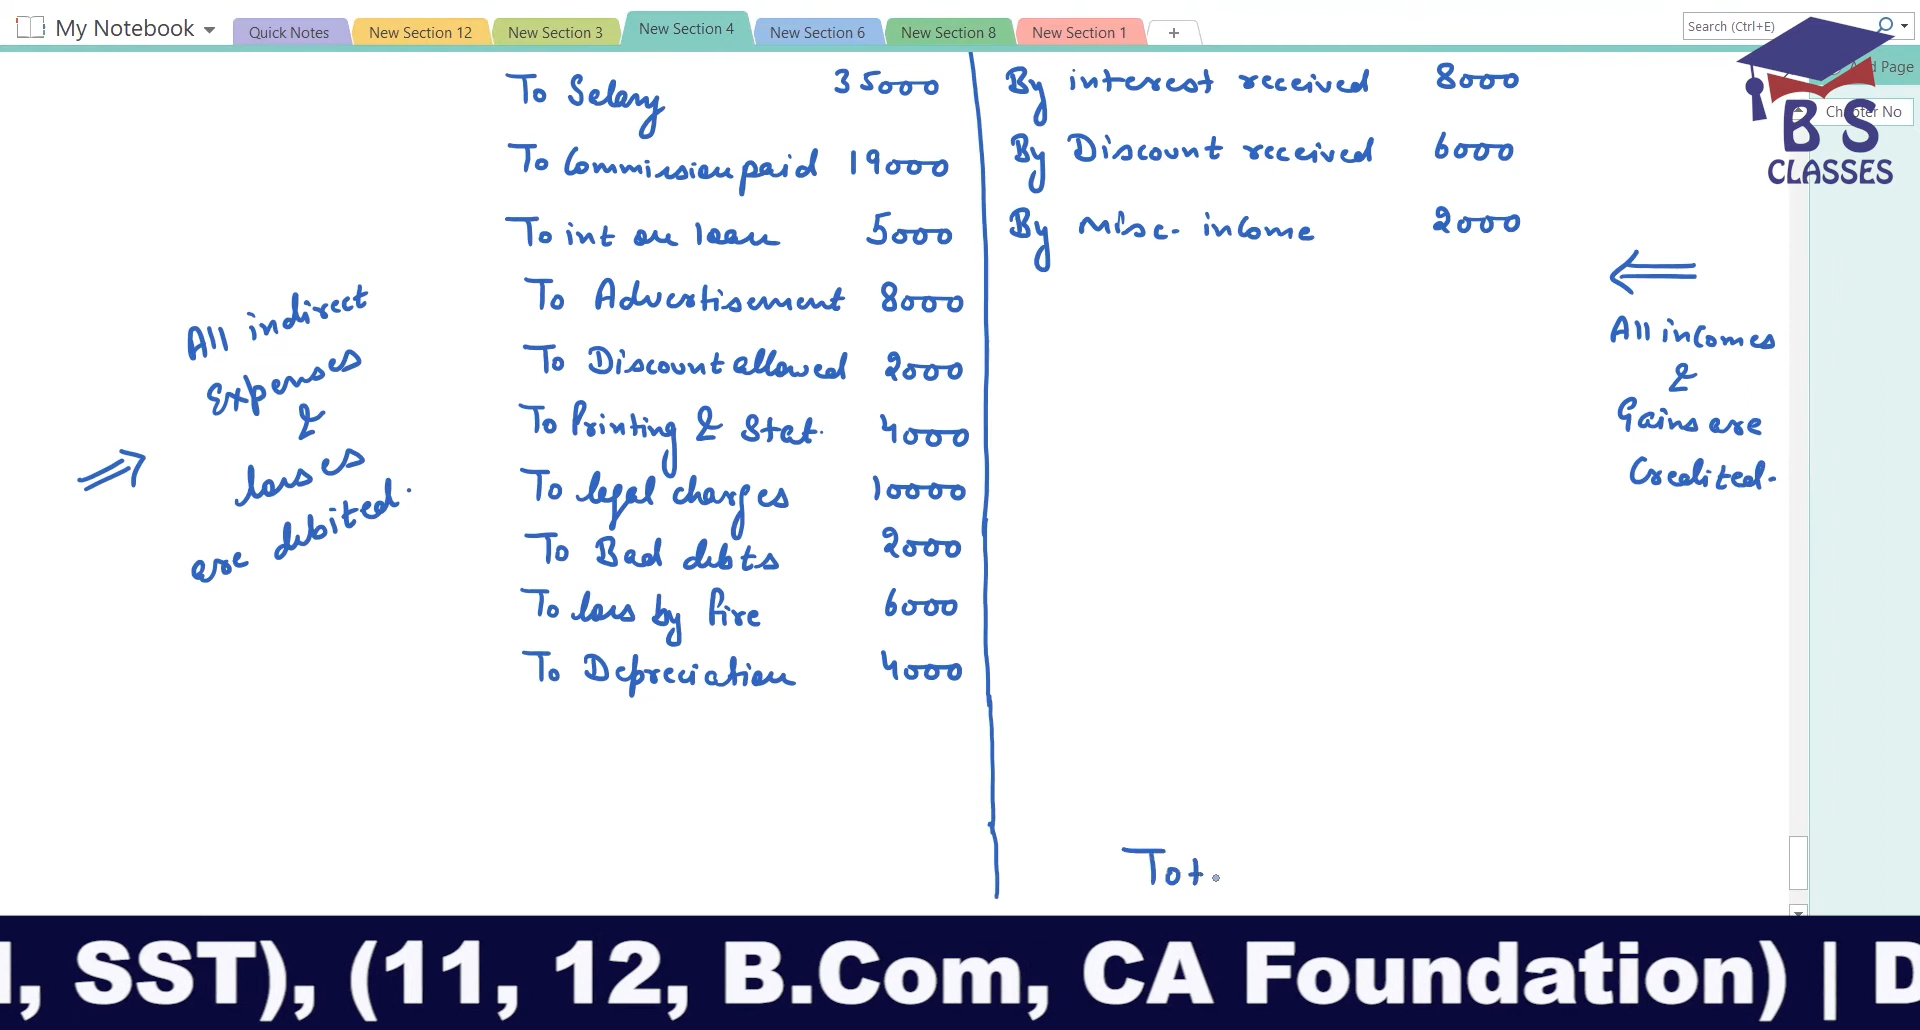 My Notebook
Quick Notes
New Section 12
New Section 3
New Section 4
New Section 6
New Section 8
New Section 1
+
Search (Ctrl+E)
d Page
Ch
ter No
B S
CLASSES
To Selary 35000
To Commission paid 19000
To int on loan 5000
To Advertisement 8000
To Discount allowed 2000
To Printing & Stat. 4000
To legal charges 10000
To Bad debts 2000
To loss by fire 6000
To Depreciation 4000
By interest received 8000
By Discount received 6000
By misc. income 2000
All indirect
Expenses
&
losses
are debited.
All incomes
&
Gains are
Credited.
Tot
, SST), (11, 12, B.Com, CA Foundation) | D